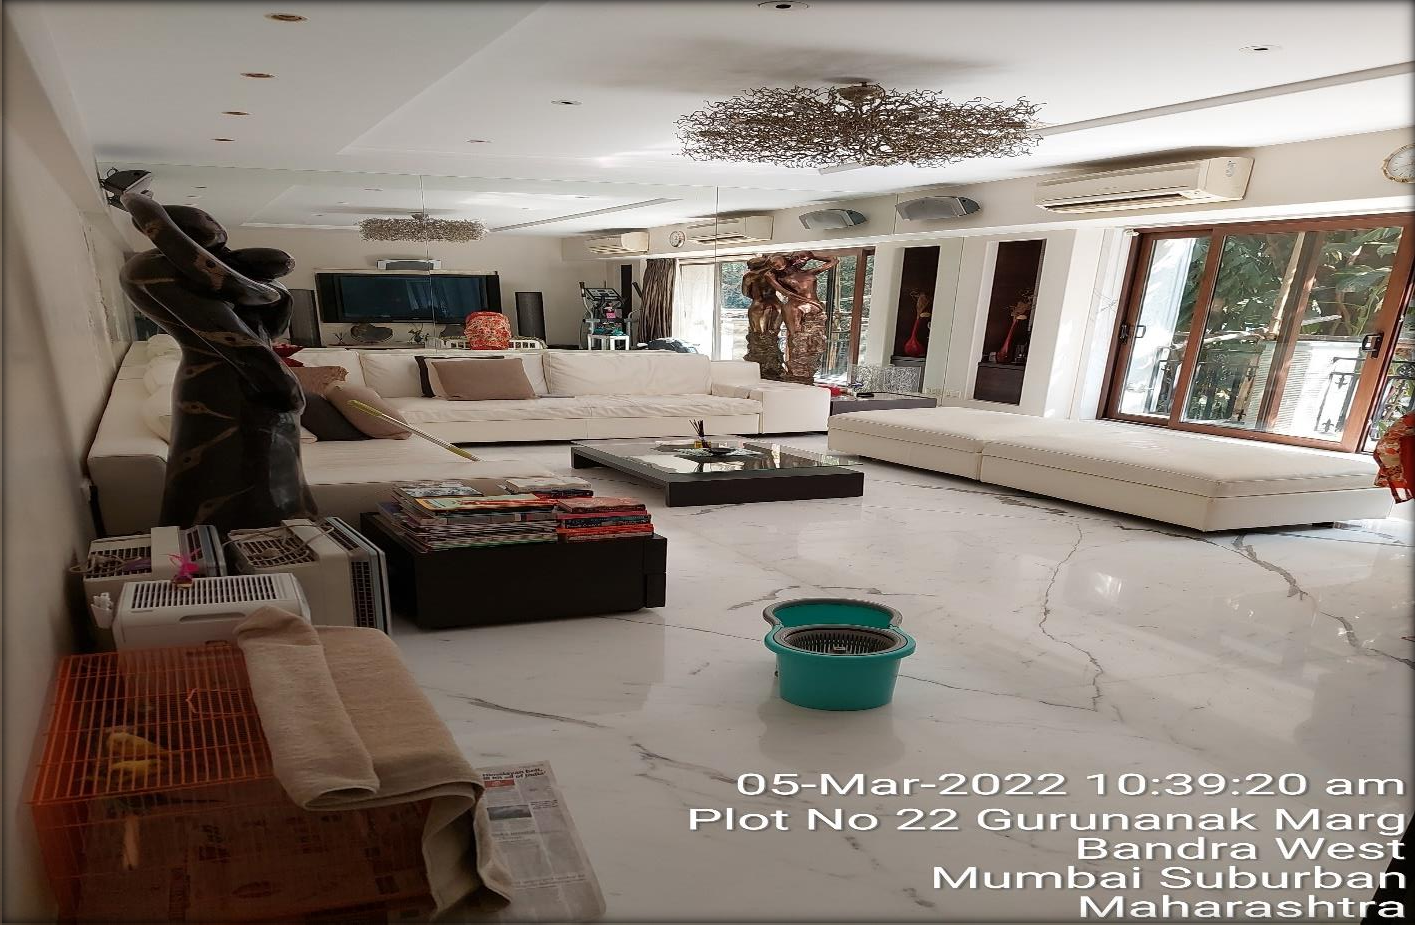 05-Mar-2022 10:39:20 am
Plot No 22 Gurunanak Marg
Bandra West
Mumbai Suburban
Maharashtra